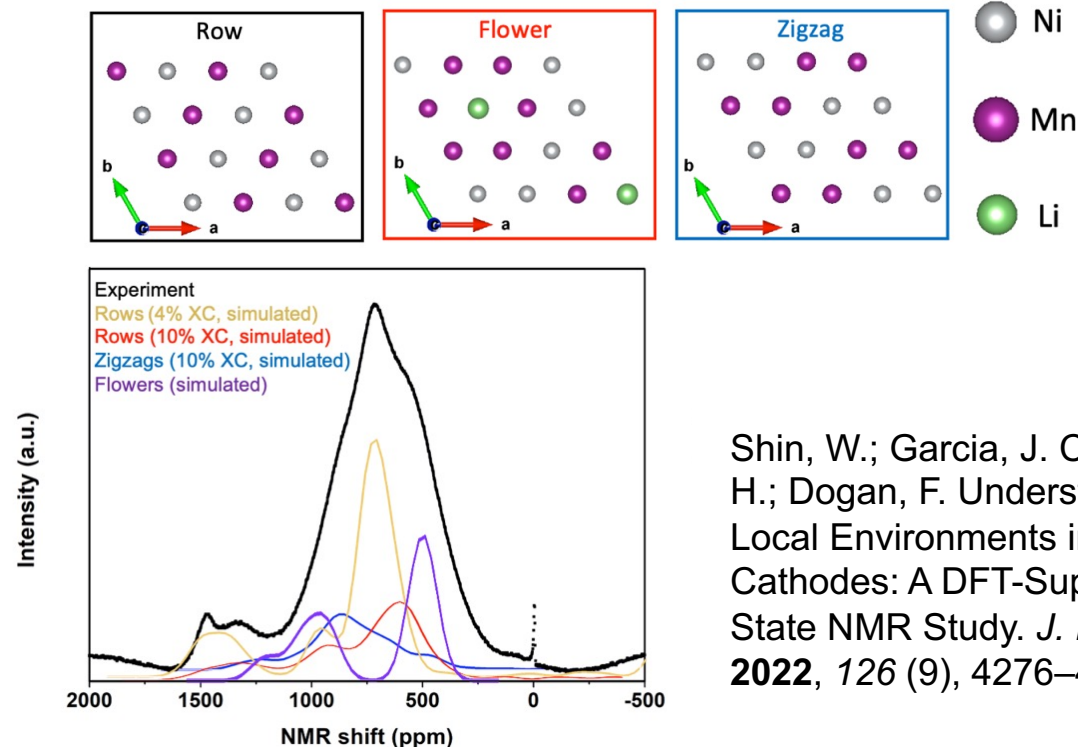 Row
Flower
Zigzag
Ni
Mn
Li
b
a
b
a
b
a
Experiment
Rows (4% XC, simulated)
Rows (10% XC, simulated)
Zigzags (10% XC, simulated)
Flowers (simulated)
Intensity (a.u.)
2000 1500 1000 500 0 -500
NMR shift (ppm)
Shin, W.; Garcia, J. C
H.; Dogan, F. Unders
Local Environments i
Cathodes: A DFT-Sup
State NMR Study. J.
2022, 126 (9), 4276–4